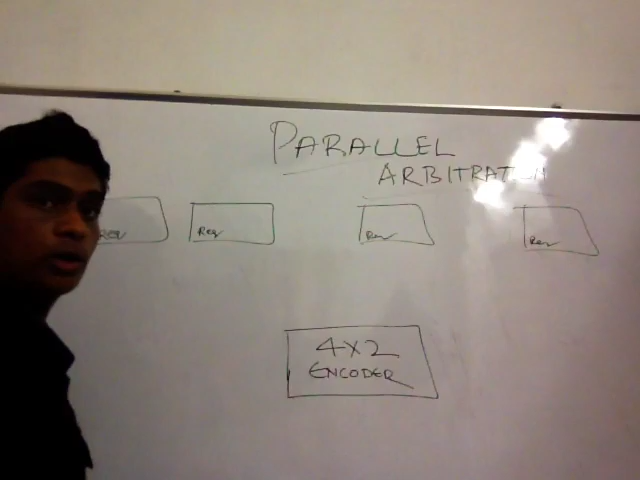 PARALLEL
ARBITRATION
Req Req Req Req
4X2
ENCODER